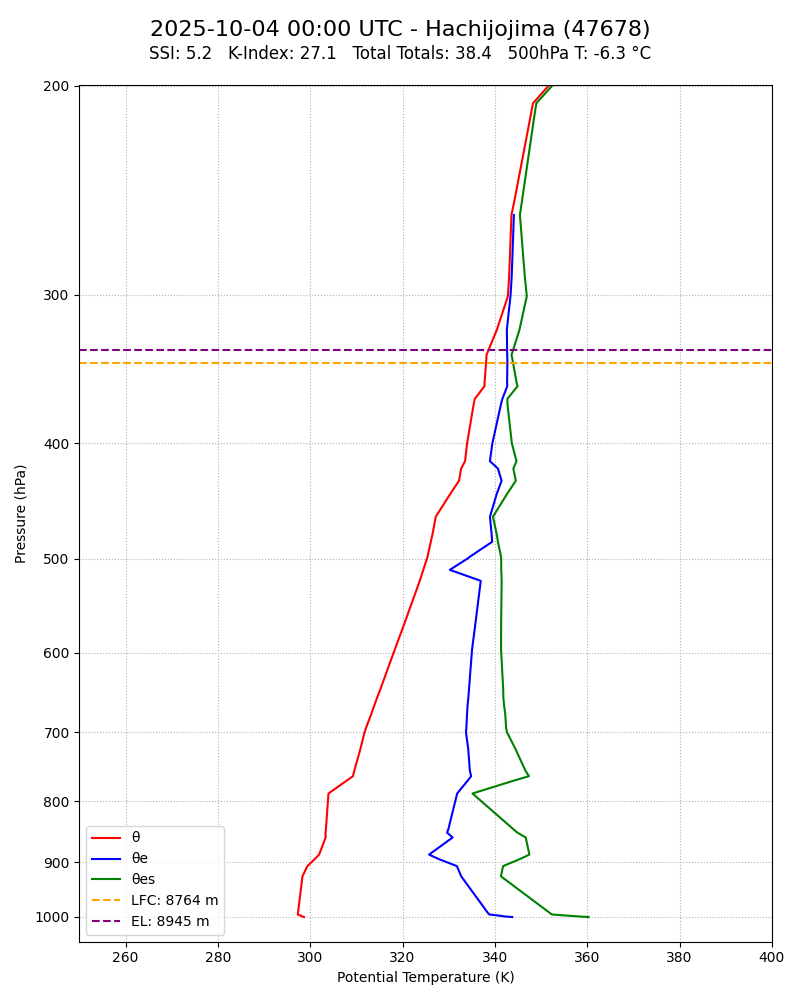 2025-10-04 00:00 UTC - Hachijojima (47678)
SSI: 5.2   K-Index: 27.1   Total Totals: 38.4   500hPa T: -6.3 °C
200
300
400
500
600
700
800
900
1000
Pressure (hPa)
θ
θe
θes
LFC: 8764 m
EL: 8945 m
260 280 300 320 340 360 380 400
Potential Temperature (K)